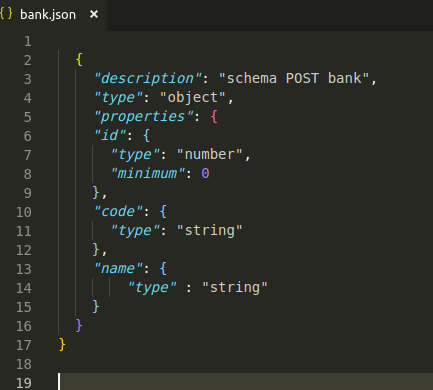 {} bank.json ×
1
2 {
3 "description": "schema POST bank",
4 "type": "object",
5 "properties": {
6 "id": {
7 "type": "number",
8 "minimum": 0
9 },
10 "code": {
11 "type": "string"
12 },
13 "name": {
14 "type" : "string"
15 }
16 }
17 }
18
19